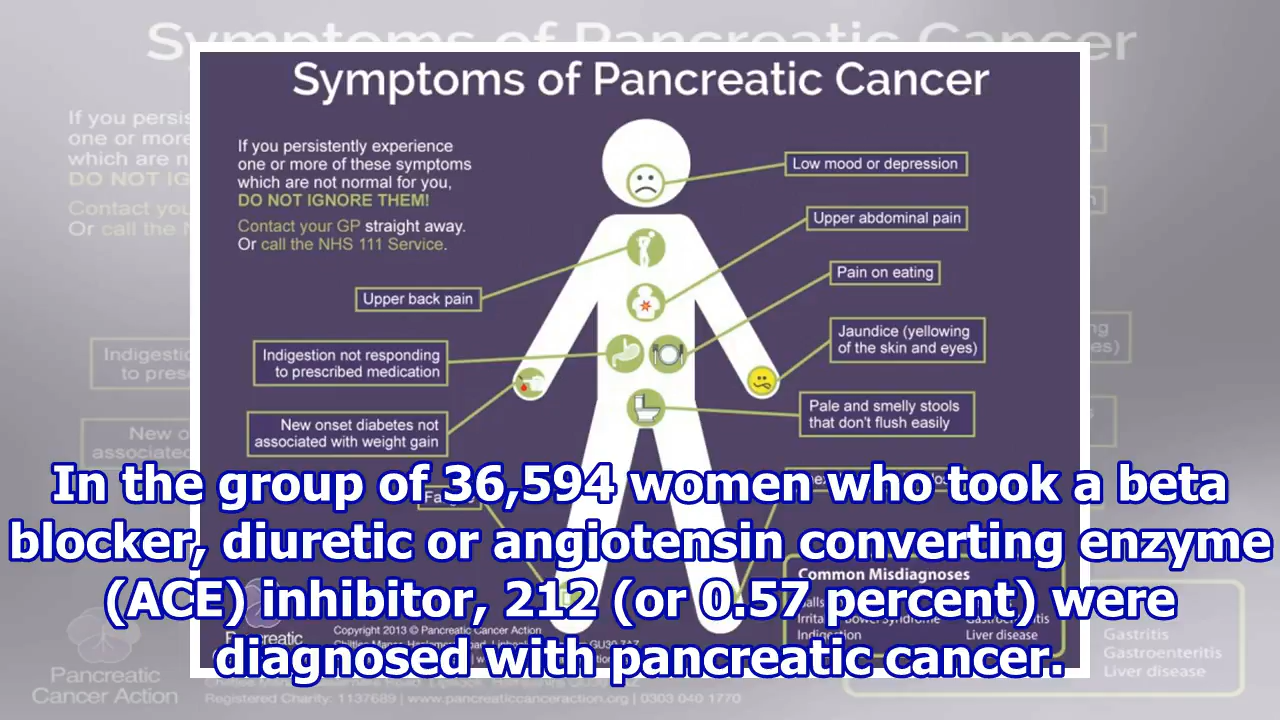 Symptoms of Pancreatic Cancer
Symptoms of Pancreatic Cancer
If you persistently experience
one or more of these symptoms
which are not normal for you,
DO NOT IGNORE THEM!
Contact your GP straight away.
Or call the NHS 111 Service.
Low mood or depression
Upper abdominal pain
Pain on eating
Upper back pain
Jaundice (yellowing
of the skin and eyes)
Indigestion not responding
to prescribed medication
Pale and smelly stools
that don't flush easily
New onset diabetes not
associated with weight gain
In the group of 36,594 women who took a beta
blocker, diuretic or angiotensin converting enzyme
(ACE) inhibitor, 212 (or 0.57 percent) were
diagnosed with pancreatic cancer.
Common Misdiagnoses
Indigestion
Liver disease
Pancreatic
Copyright 2013 © Pancreatic Cancer Action
Gastritis
Gastroenteritis
Liver disease
Pancreatic
Cancer Action
Registered Charity: 1137689 | www.pancreaticcanceraction.org | 0303 040 1770